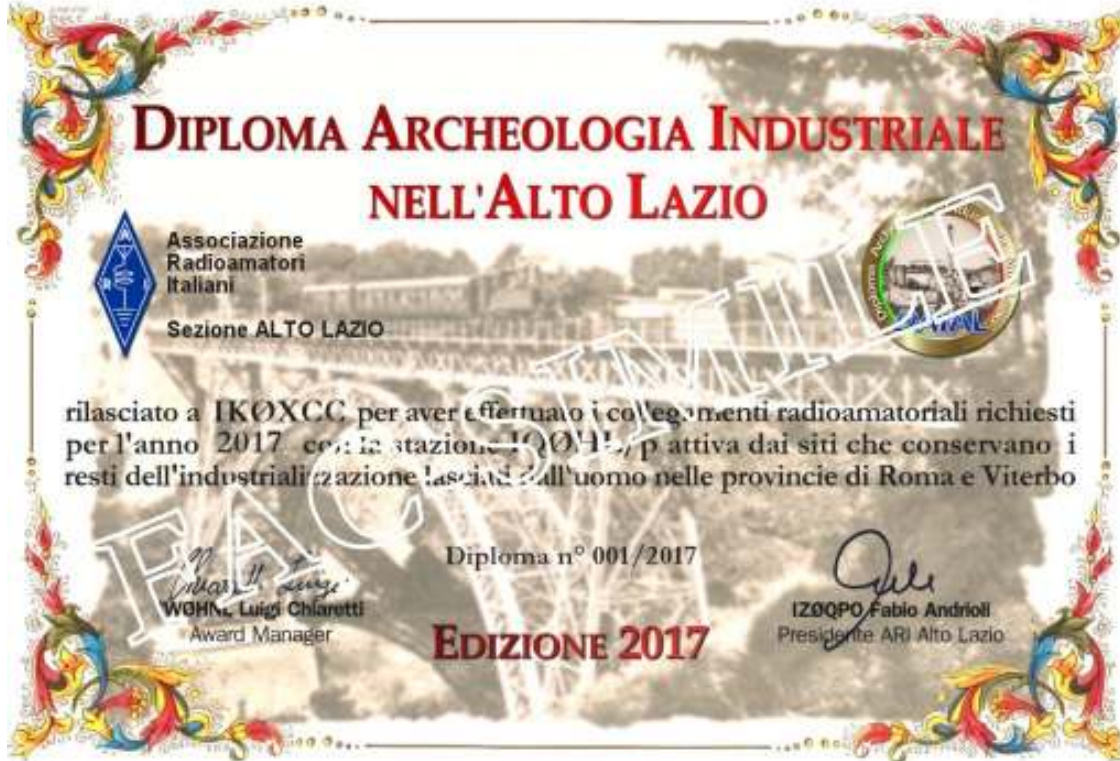 DIPLOMA ARCHEOLOGIA INDUSTRIALE
NELL'ALTO LAZIO
Associazione
Radioamatori
Italiani
Sezione ALTO LAZIO
rilasciato a IKØXCC per aver effettuato i collegamenti radioamatoriali richiesti
per l'anno 2017 con la stazione p attiva dai siti che conservano i
resti dell'industrializzazione lasciati dall'uomo nelle provincie di Roma e Viterbo
FAC SIMILE
Diploma n° 001/2017
Luigi Chiaretti
Award Manager
IZØQPO Fabio Andrioli
Presidente ARI Alto Lazio
EDIZIONE 2017